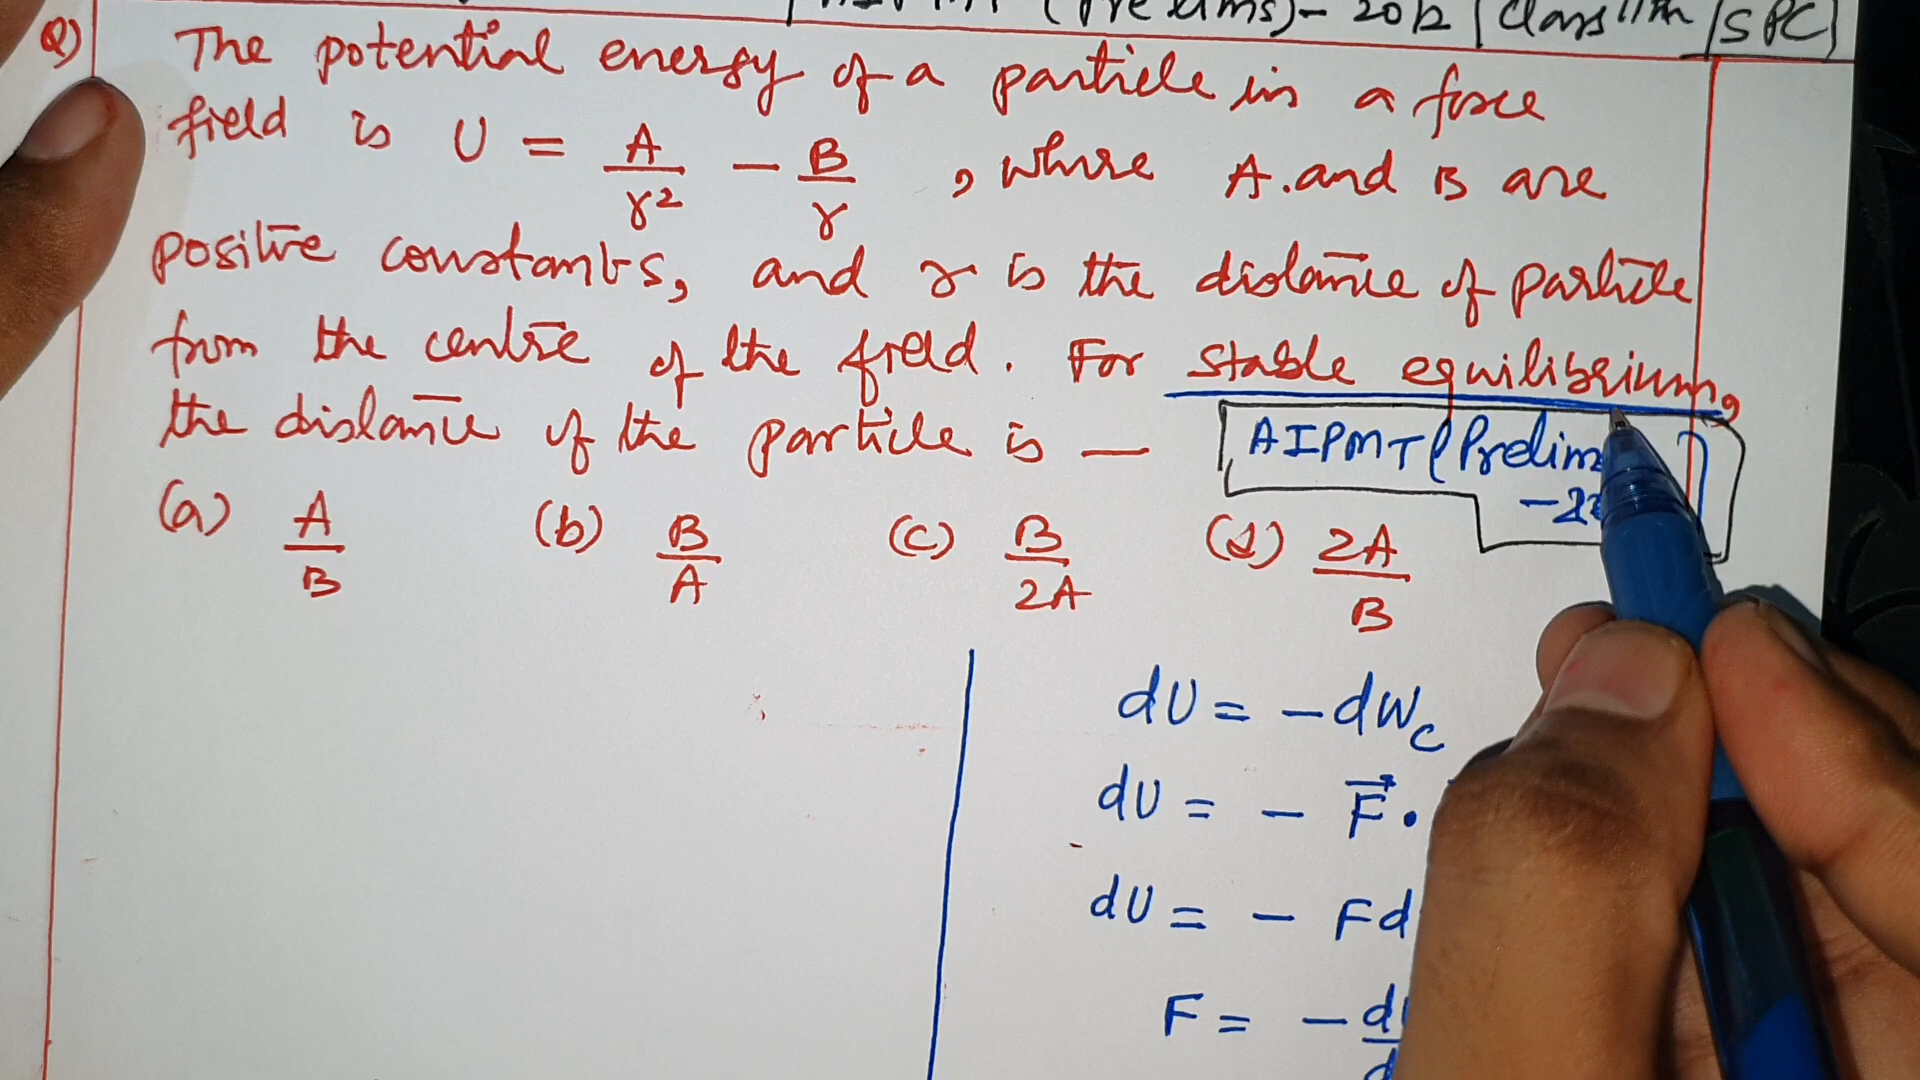 (Prelims)- 2012 | Class 11th / SPC)
Q) The potential energy of a particle in a force
field is U = A/r² - B/r , where A. and B are
positive constants, and r is the distance of particle
from the centre of the field. For stable equilibrium,
the distance of the particle is —
AIPMT (Prelim
(a) A/B (b) B/A (c) B/2A (d) 2A/B
dU = - dWc
dU = - F⃗ .
dU = - Fd
F = - d